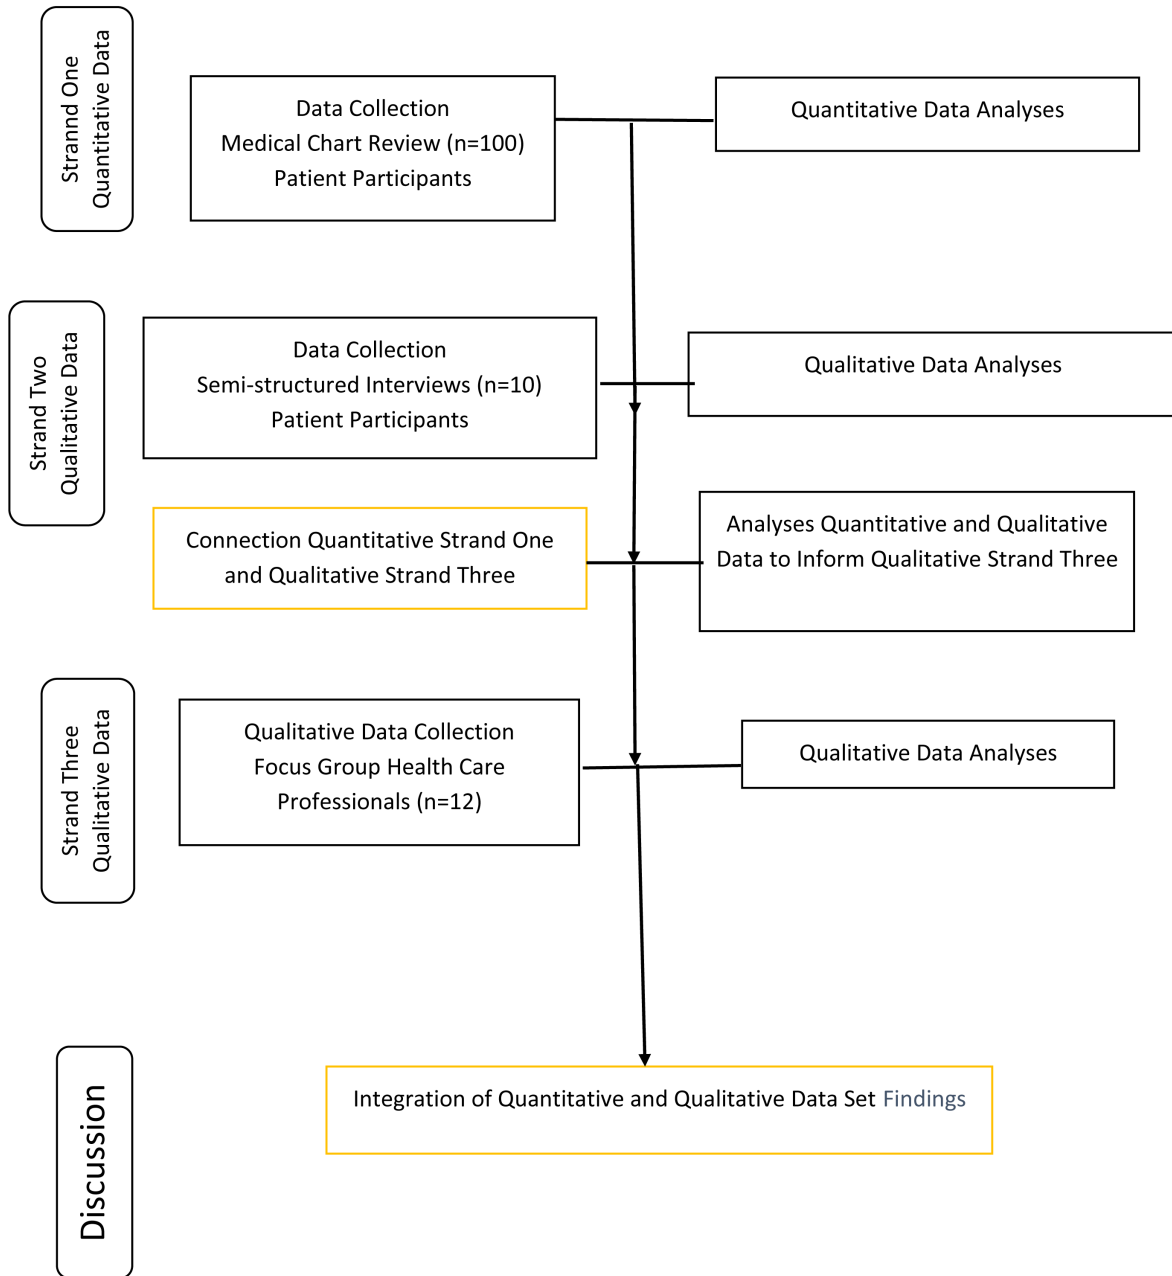 Strannd One
Quantitative Data
Data Collection
Medical Chart Review (n=100)
Patient Participants
Quantitative Data Analyses
Strand Two
Qualitative Data
Data Collection
Semi-structured Interviews (n=10)
Patient Participants
Qualitative Data Analyses
Connection Quantitative Strand One
and Qualitative Strand Three
Analyses Quantitative and Qualitative
Data to Inform Qualitative Strand Three
Strand Three
Qualitative Data
Qualitative Data Collection
Focus Group Health Care
Professionals (n=12)
Qualitative Data Analyses
Discussion
Integration of Quantitative and Qualitative Data Set Findings